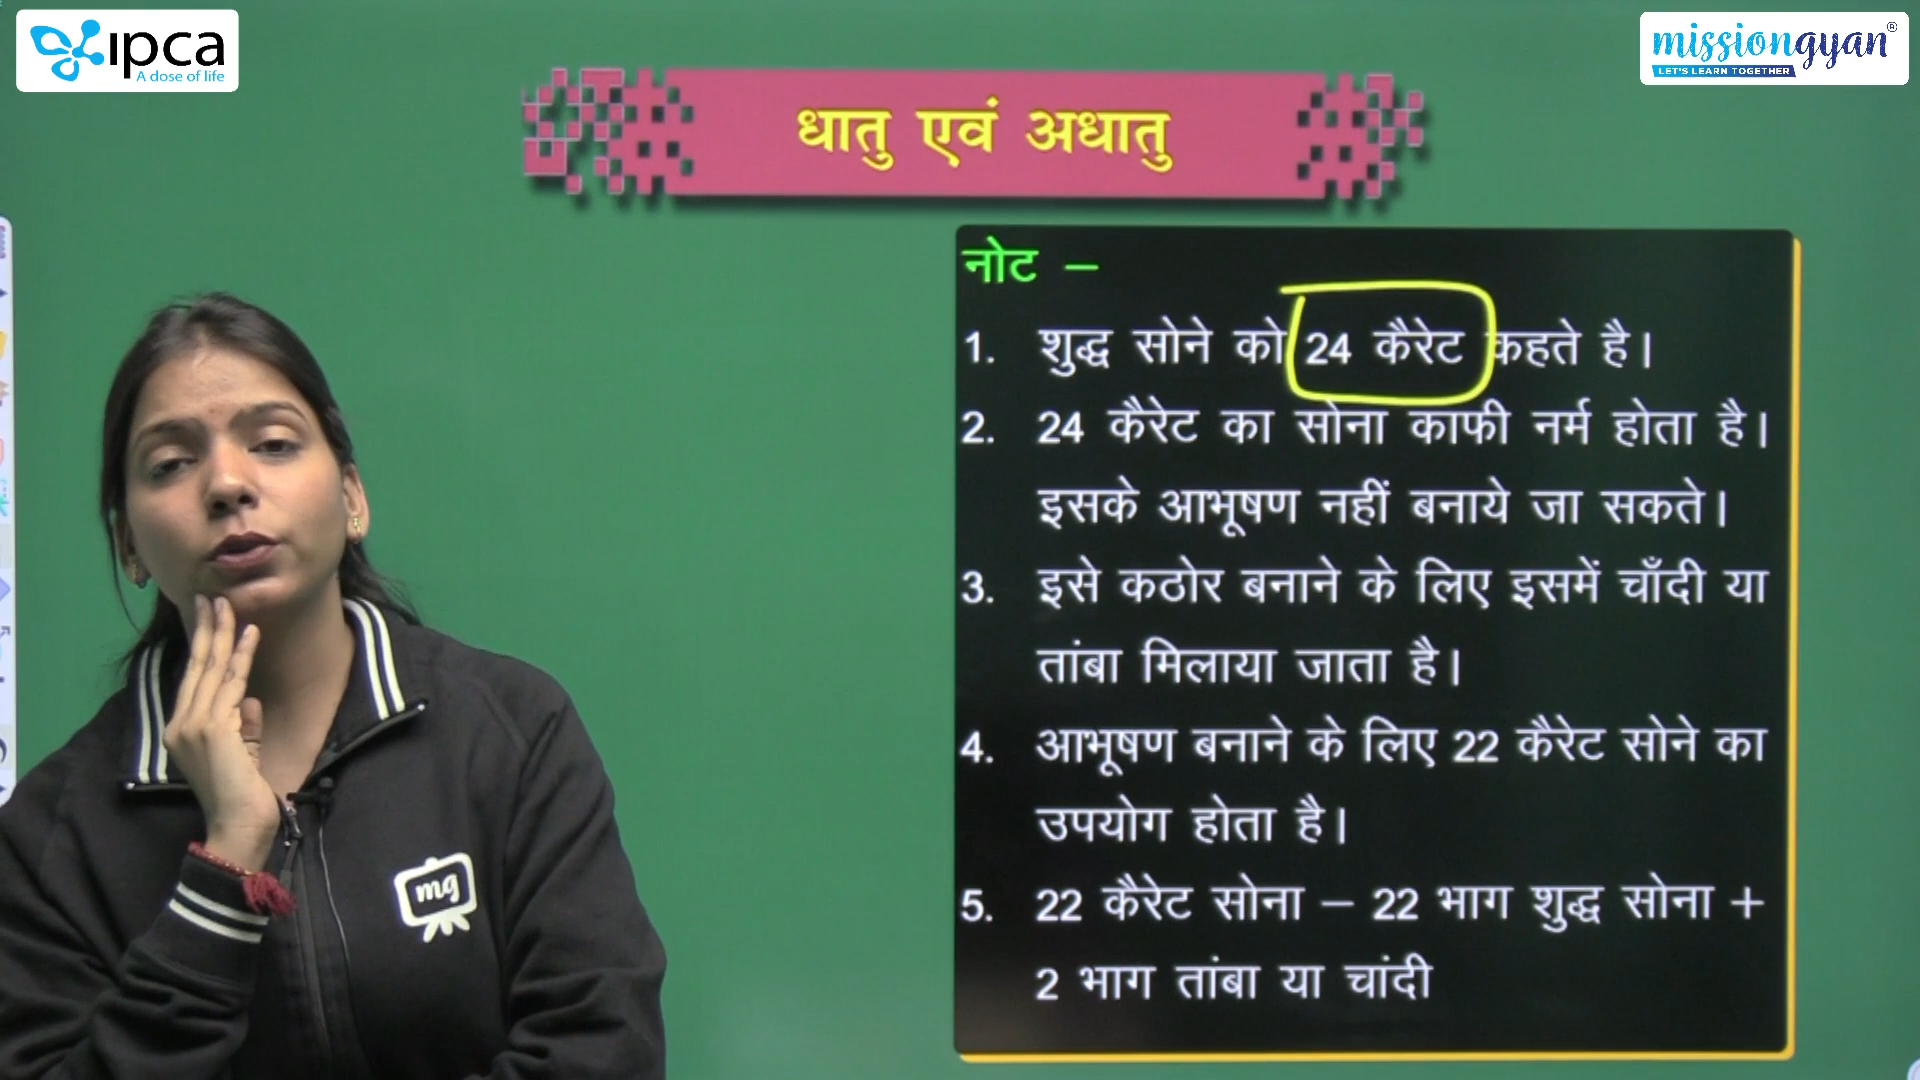 ipca
A dose of life
missiongyan®
LET'S LEARN TOGETHER
धातु एवं अधातु
नोट –
1. शुद्ध सोने को 24 कैरेट कहते है।
2. 24 कैरेट का सोना काफी नर्म होता है।
इसके आभूषण नहीं बनाये जा सकते।
3. इसे कठोर बनाने के लिए इसमें चाँदी या
तांबा मिलाया जाता है।
4. आभूषण बनाने के लिए 22 कैरेट सोने का
उपयोग होता है।
5. 22 कैरेट सोना – 22 भाग शुद्ध सोना +
2 भाग तांबा या चांदी
mg